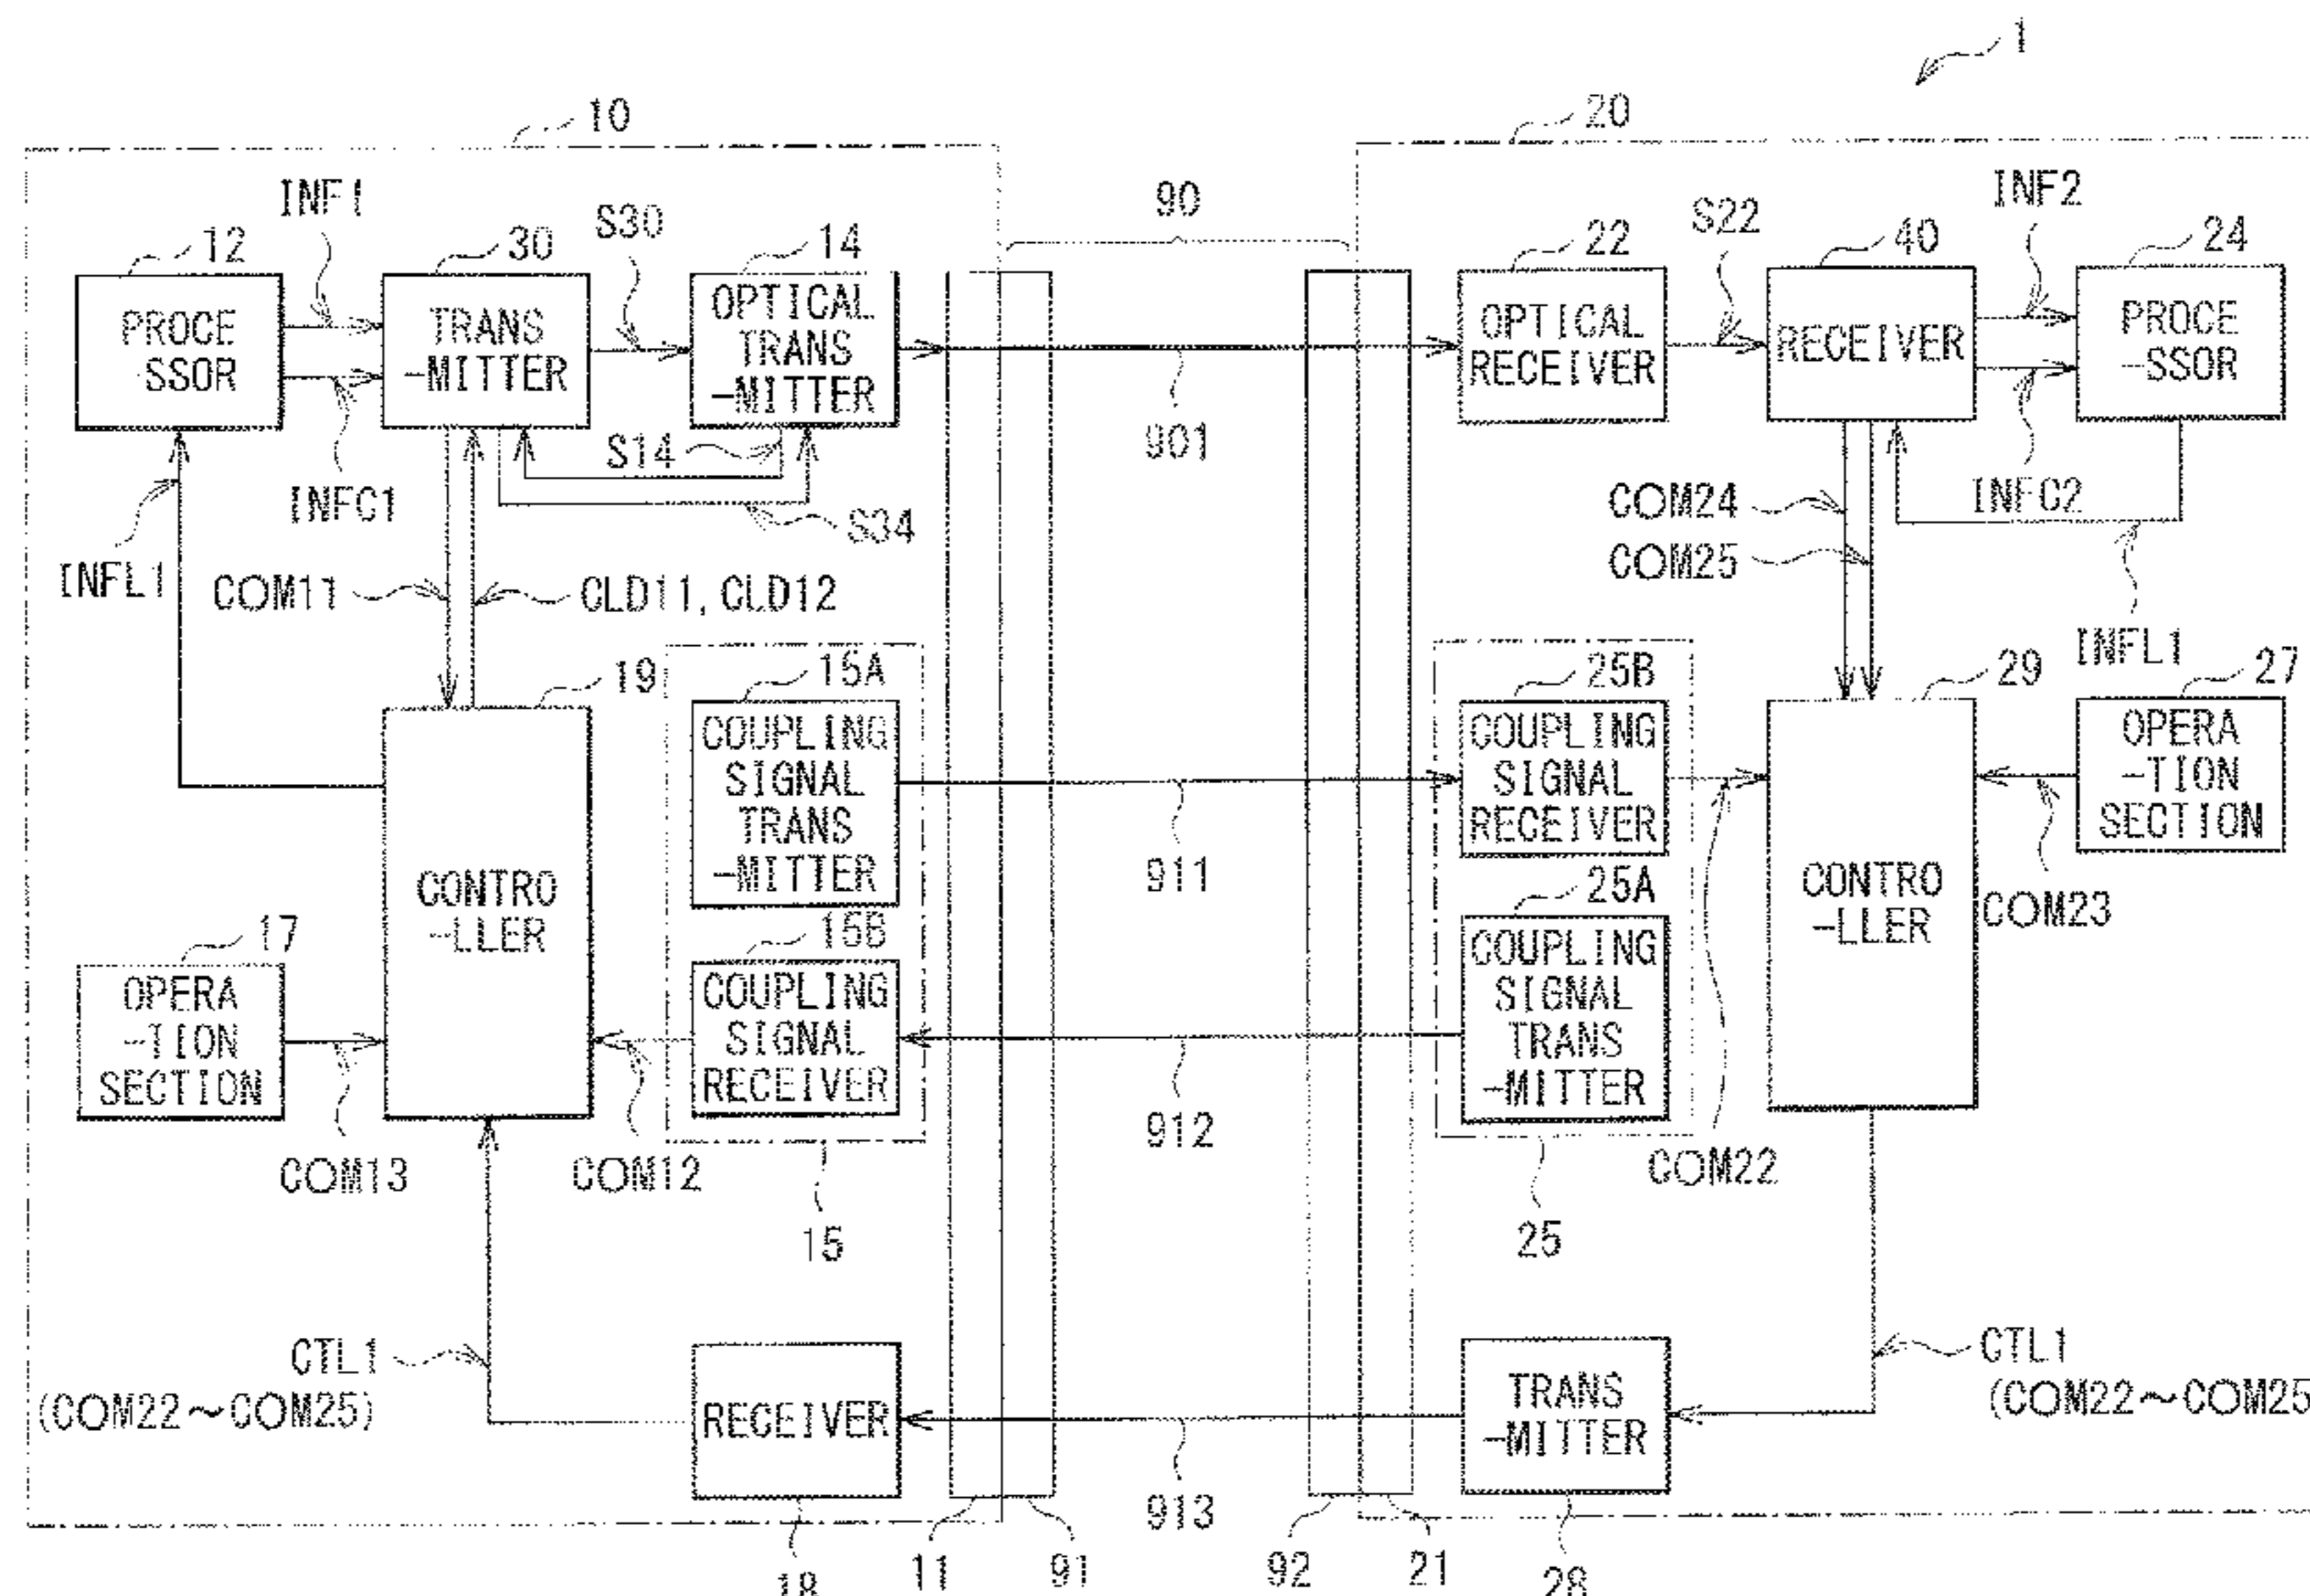 1
10
20
90
INF1
INF2
12
30
S30
14
22
S22
40
24
PROCE
-SSOR
TRANS
-MITTER
OPTICAL
TRANS
-MITTER
OPTICAL
RECEIVER
RECEIVER
PROCE
-SSOR
901
S14
S34
INFC1
INFL1
COM11
CLD11, CLD12
COM24
COM25
INFC2
INFL1
19
15A
25B
29
27
COUPLING
SIGNAL
TRANS
-MITTER
COUPLING
SIGNAL
RECEIVER
OPERA
-TION
SECTION
911
CONTRO
-LLER
CONTRO
-LLER
COM23
17
15B
25A
OPERA
-TION
SECTION
COUPLING
SIGNAL
RECEIVER
COUPLING
SIGNAL
TRANS
-MITTER
912
COM13
COM12
COM22
15
25
CTL1
(COM22~COM25)
RECEIVER
TRANS
-MITTER
CTL1
(COM22~COM25
913
18
11
91
92
21
28